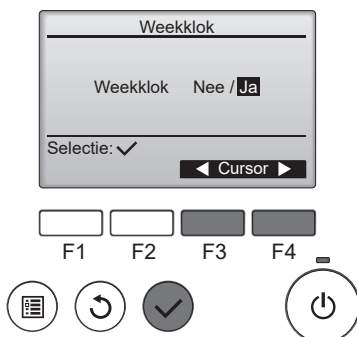 Weekklok
Weekklok Nee / Ja
Selectie: ✓
◀ Cursor ▶
F1 F2 F3 F4